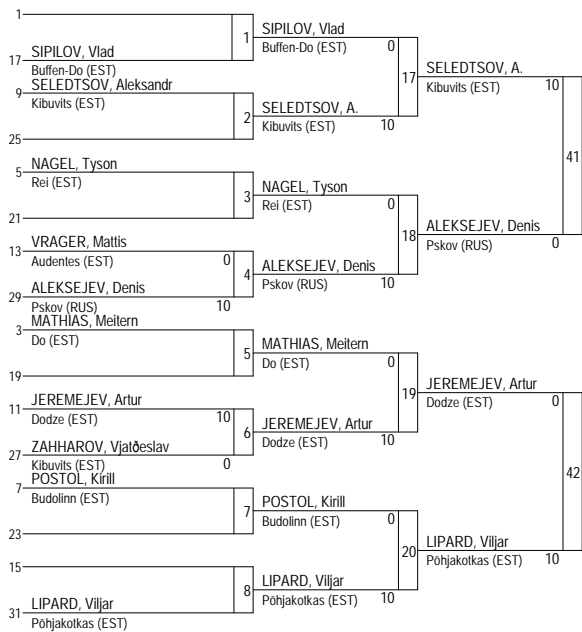 1
SIPILOV, Vlad
17
Buffen-Do (EST)
SELEDTSOV, Aleksandr
9
Kibuvits (EST)
25
NAGEL, Tyson
5
Rei (EST)
21
VRAGER, Mattis
13
Audentes (EST) 0
ALEKSEJEV, Denis
29
Pskov (RUS) 10
MATHIAS, Meitern
3
Do (EST)
19
JEREMEJEV, Artur
11
Dodze (EST) 10
ZAHHAROV, Vjatðeslav
27
Kibuvits (EST) 0
POSTOL, Kirill
7
Budolinn (EST)
23
15
LIPARD, Viljar
31
Põhjakotkas (EST)
1
2
3
4
5
6
7
8
SIPILOV, Vlad
Buffen-Do (EST) 0
SELEDTSOV, A.
Kibuvits (EST) 10
NAGEL, Tyson
Rei (EST) 0
ALEKSEJEV, Denis
Pskov (RUS) 10
MATHIAS, Meitern
Do (EST) 0
JEREMEJEV, Artur
Dodze (EST) 10
POSTOL, Kirill
Budolinn (EST) 0
LIPARD, Viljar
Põhjakotkas (EST) 10
17
18
19
20
SELEDTSOV, A.
Kibuvits (EST) 10
ALEKSEJEV, Denis
Pskov (RUS) 0
JEREMEJEV, Artur
Dodze (EST) 0
LIPARD, Viljar
Põhjakotkas (EST) 10
41
42